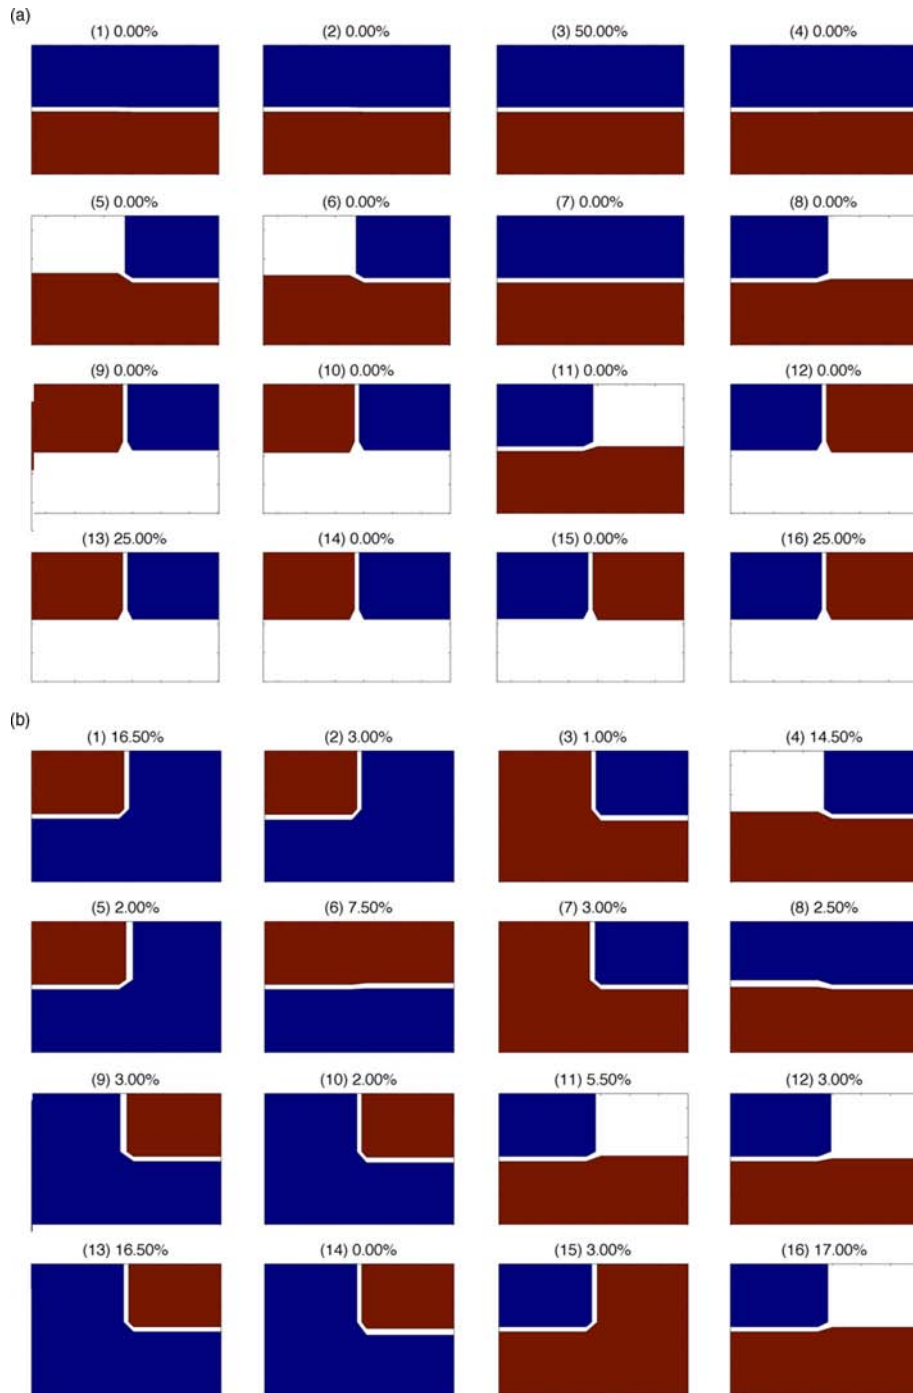 (a)
(1) 0.00% (2) 0.00% (3) 50.00% (4) 0.00%
(5) 0.00% (6) 0.00% (7) 0.00% (8) 0.00%
(9) 0.00% (10) 0.00% (11) 0.00% (12) 0.00%
(13) 25.00% (14) 0.00% (15) 0.00% (16) 25.00%
(b)
(1) 16.50% (2) 3.00% (3) 1.00% (4) 14.50%
(5) 2.00% (6) 7.50% (7) 3.00% (8) 2.50%
(9) 3.00% (10) 2.00% (11) 5.50% (12) 3.00%
(13) 16.50% (14) 0.00% (15) 3.00% (16) 17.00%